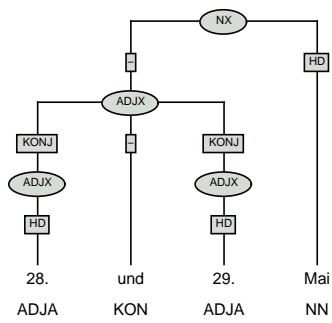 NX
– HD
ADJX
KONJ – KONJ
ADJX ADJX
HD HD
28. und 29. Mai
ADJA KON ADJA NN